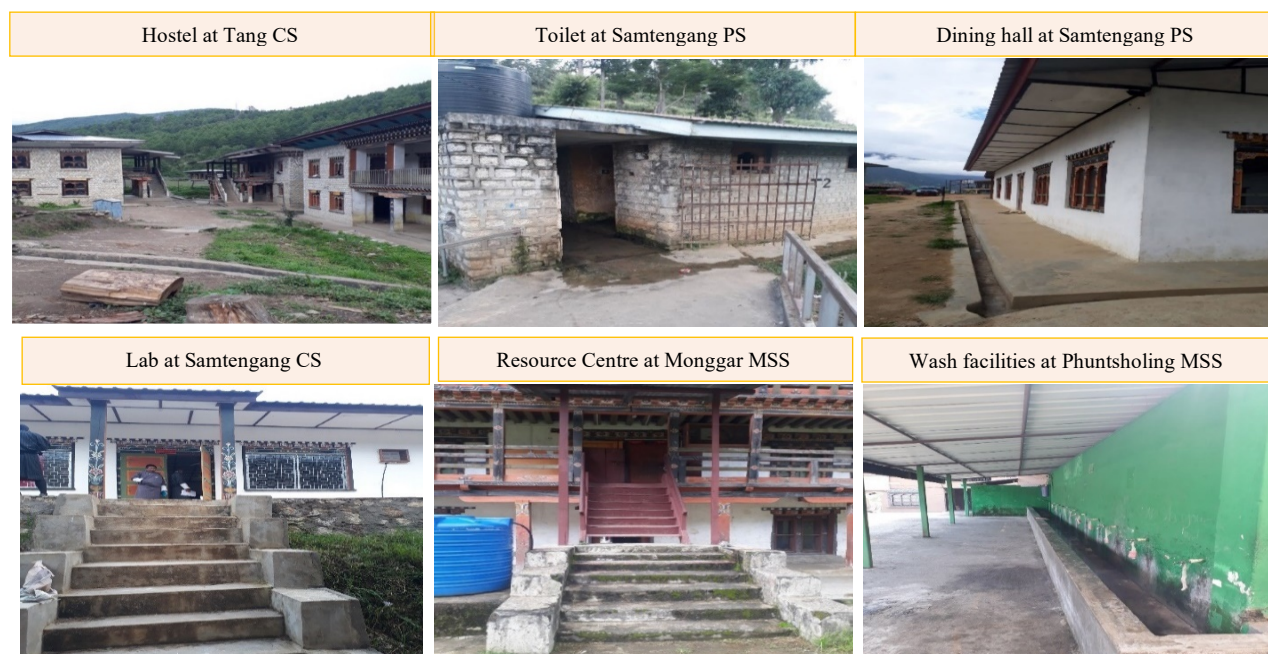 Hostel at Tang CS
Toilet at Samtengang PS
Dining hall at Samtengang PS
T2
Lab at Samtengang CS
Resource Centre at Monggar MSS
Wash facilities at Phuntsholing MSS